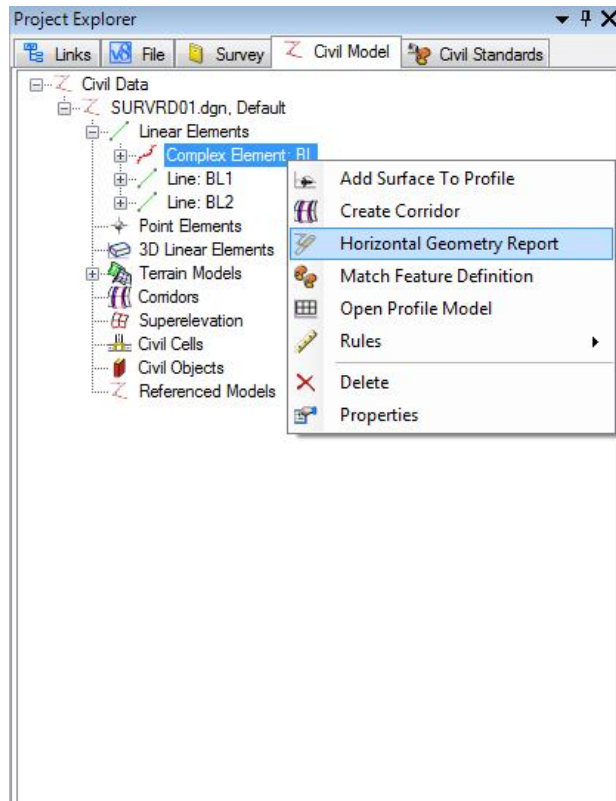 Project Explorer
Links File Survey Civil Model Civil Standards
Civil Data
SURVRD01.dgn, Default
Linear Elements
Complex Element: BL
Line: BL1
Line: BL2
Point Elements
3D Linear Elements
Terrain Models
Corridors
Superelevation
Civil Cells
Civil Objects
Referenced Models
Add Surface To Profile
Create Corridor
Horizontal Geometry Report
Match Feature Definition
Open Profile Model
Rules
Delete
Properties